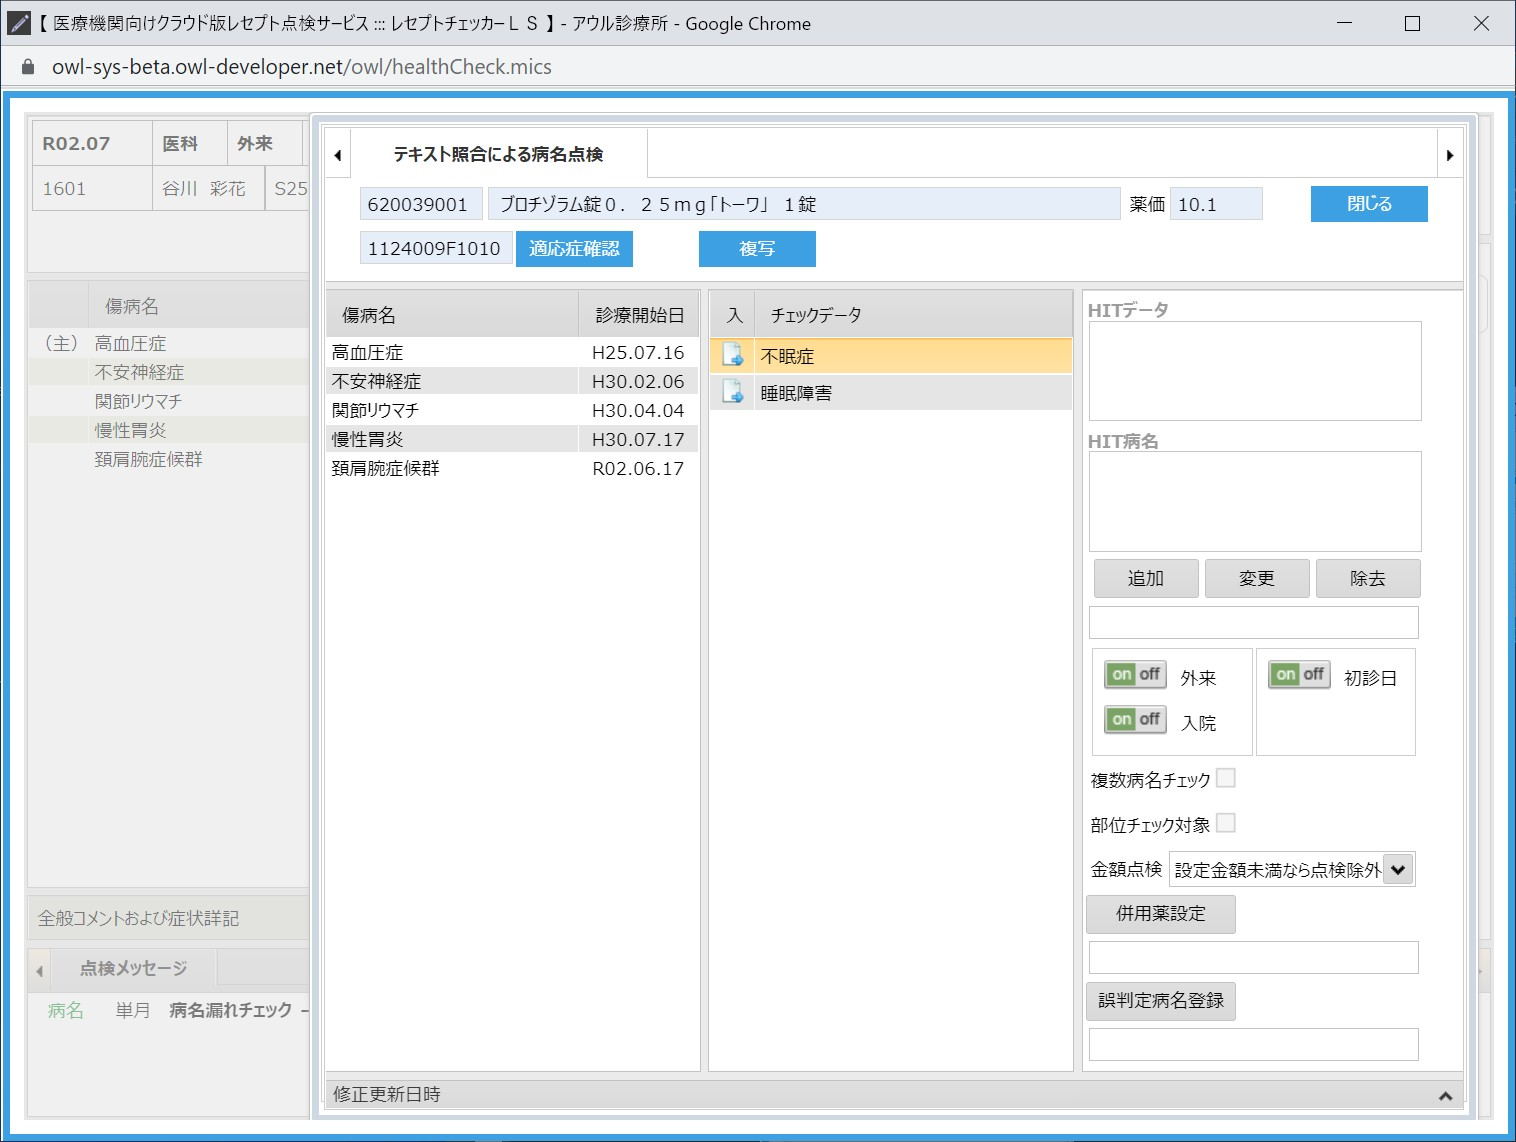 【 医療機関向けクラウド版レセプト点検サービス ::: レセプトチェッカーＬＳ 】 - アウル診療所 - Google Chrome
owl-sys-beta.owl-developer.net/owl/healthCheck.mics
R02.07 医科 外来
1601 谷川　彩花 S25
傷病名
（主） 高血圧症
不安神経症
関節リウマチ
慢性胃炎
頚肩腕症候群
全般コメントおよび症状詳記
点検メッセージ
病名 単月 病名漏れチェック －
テキスト照合による病名点検
620039001 ブロチゾラム錠０．２５ｍｇ「トーワ」　１錠 薬価 10.1 閉じる
1124009F1010 適応症確認 複写
傷病名 診療開始日
高血圧症 H25.07.16
不安神経症 H30.02.06
関節リウマチ H30.04.04
慢性胃炎 H30.07.17
頚肩腕症候群 R02.06.17
入 チェックデータ
不眠症
睡眠障害
HITデータ
HIT病名
追加 変更 除去
on off 外来 on off 初診日
on off 入院
複数病名チェック
部位チェック対象
金額点検 設定金額未満なら点検除外
併用薬設定
誤判定病名登録
修正更新日時